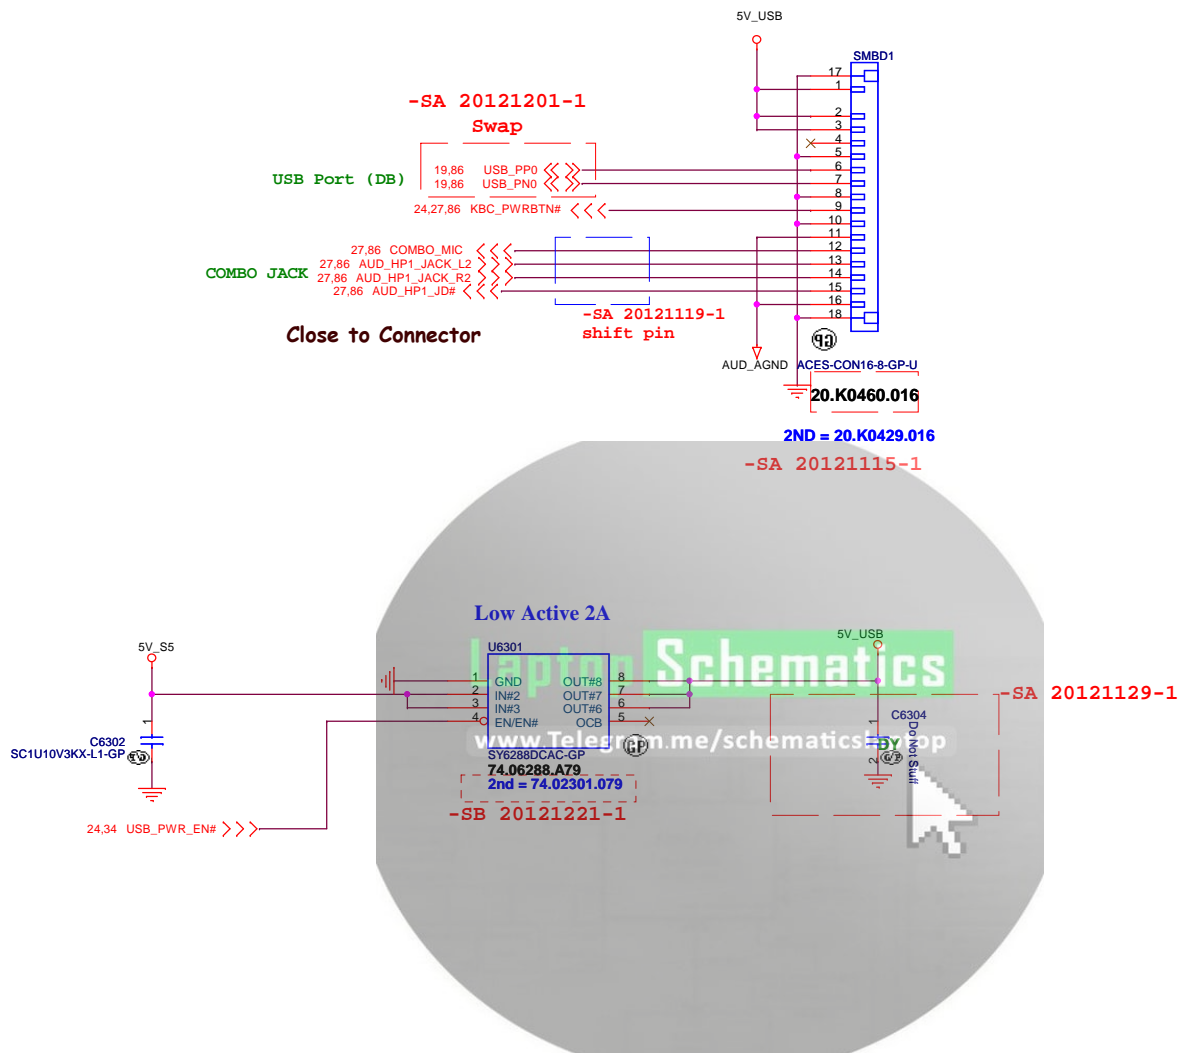 5V_USB
SMBD1
17
1
-SA 20121201-1
Swap
2
3
4
5
USB Port (DB)
19,86 USB_PP0
6
19,86 USB_PN0
7
8
24,27,86 KBC_PWRBTN#
9
10
11
COMBO JACK
27,86 COMBO_MIC
12
27,86 AUD_HP1_JACK_L2
13
27,86 AUD_HP1_JACK_R2
14
27,86 AUD_HP1_JD#
15
16
-SA 20121119-1
shift pin
18
Close to Connector
GP
AUD_AGND
ACES-CON16-8-GP-U
20.K0460.016
2ND = 20.K0429.016
-SA 20121115-1
Low Active 2A
Laptop Schematics
5V_S5
U6301
5V_USB
1 GND OUT#8 8
2 IN#2 OUT#7 7
3 IN#3 OUT#6 6
4 EN/EN# OCB 5
-SA 20121129-1
1
C6302
SC1U10V3KX-L1-GP
1
C6304
DY
2
Do Not Stuff
www.Telegram.me/schematicslaptop
GP
SY6288DCAC-GP
74.06288.A79
2nd = 74.02301.079
-SB 20121221-1
24,34 USB_PWR_EN#